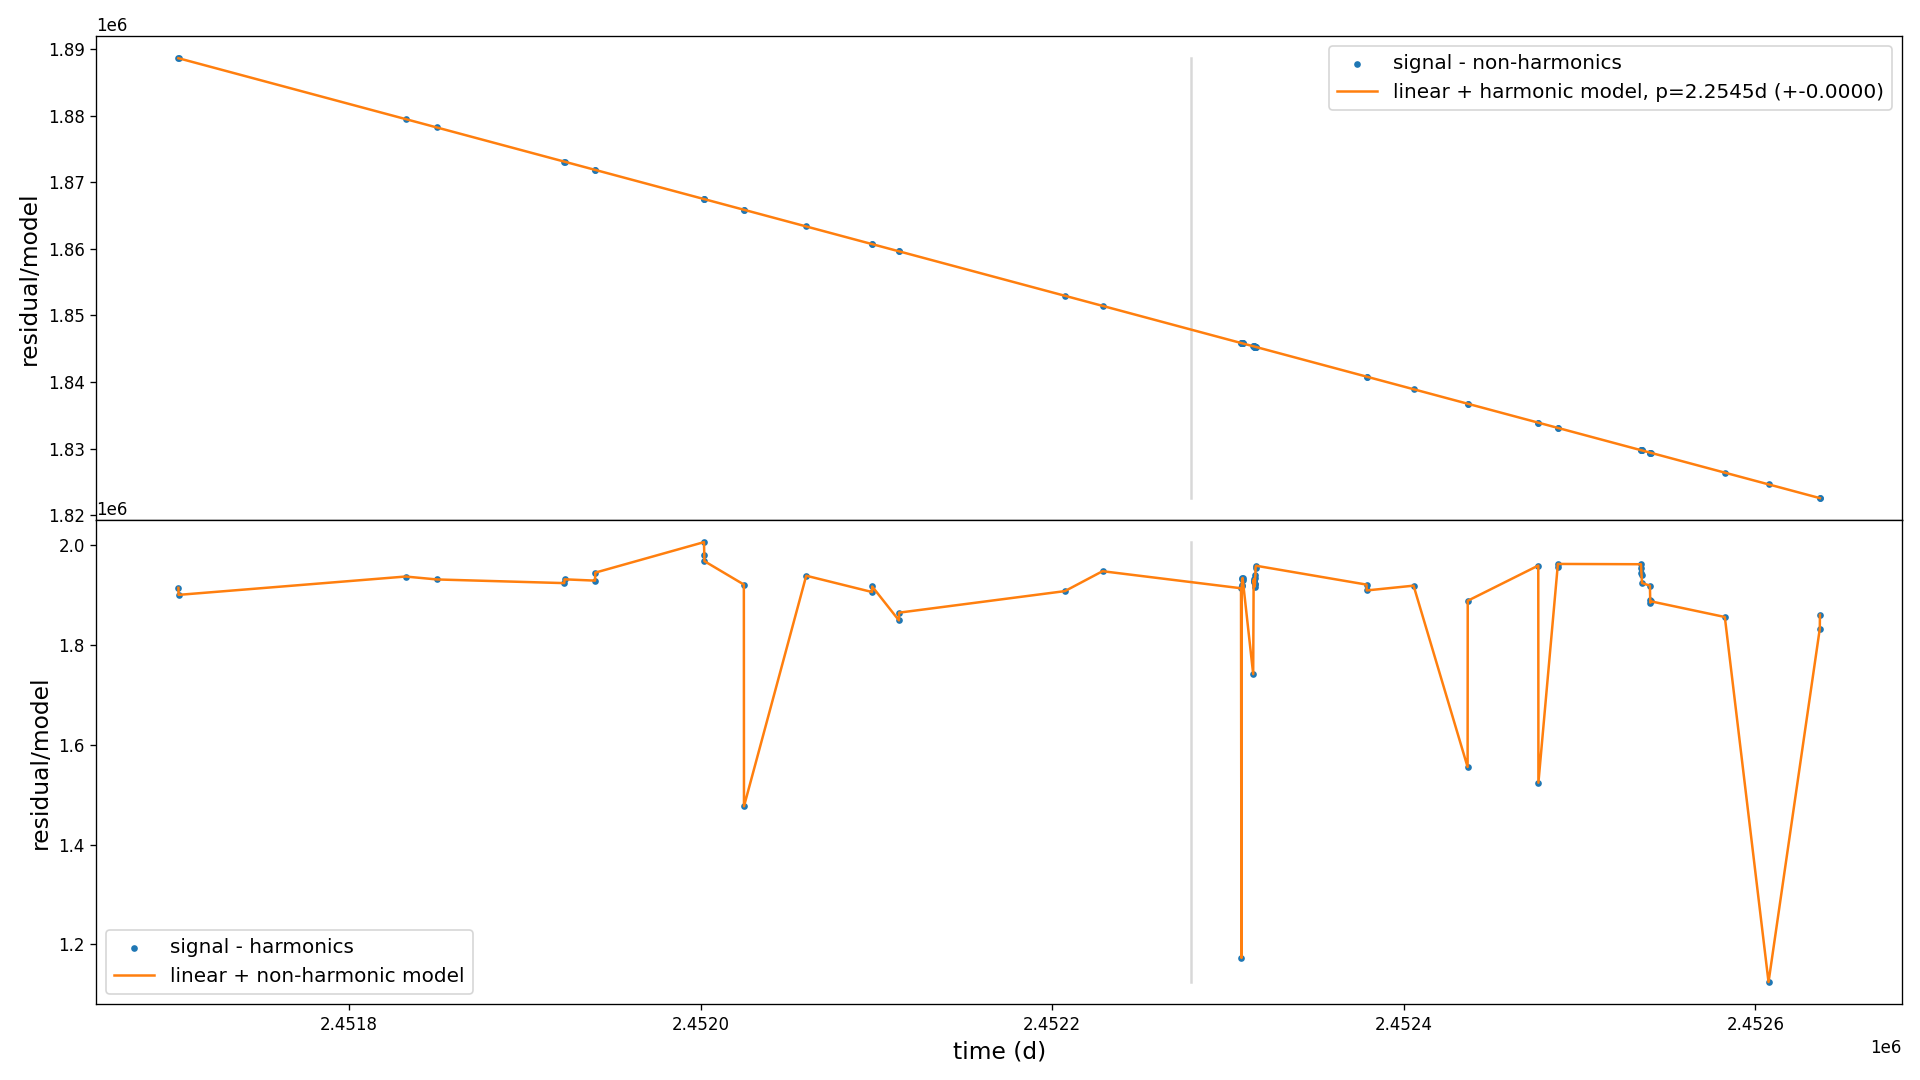 1e6
1.89
1.88
1.87
1.86
1.85
1.84
1.83
1.82
residual/model
signal - non-harmonics
linear + harmonic model, p=2.2545d (+-0.0000)
1e6
2.0
1.8
1.6
1.4
1.2
residual/model
signal - harmonics
linear + non-harmonic model
2.4518
2.4520
2.4522
2.4524
2.4526
1e6
time (d)